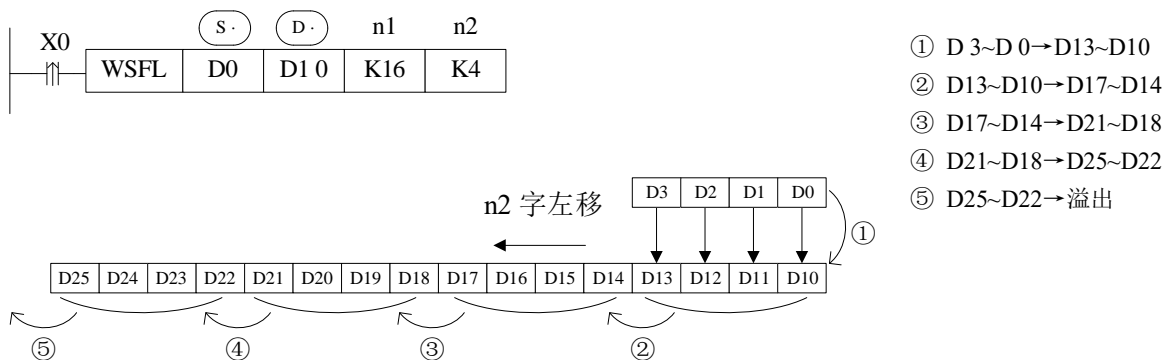 S · D · n1 n2
X0
WSFL D0 D1 0 K16 K4
① D 3~D 0→D13~D10
② D13~D10→D17~D14
③ D17~D14→D21~D18
④ D21~D18→D25~D22
⑤ D25~D22→溢出
n2 字左移
D3 D2 D1 D0
①
D25 D24 D23 D22 D21 D20 D19 D18 D17 D16 D15 D14 D13 D12 D11 D10
⑤ ④ ③ ②